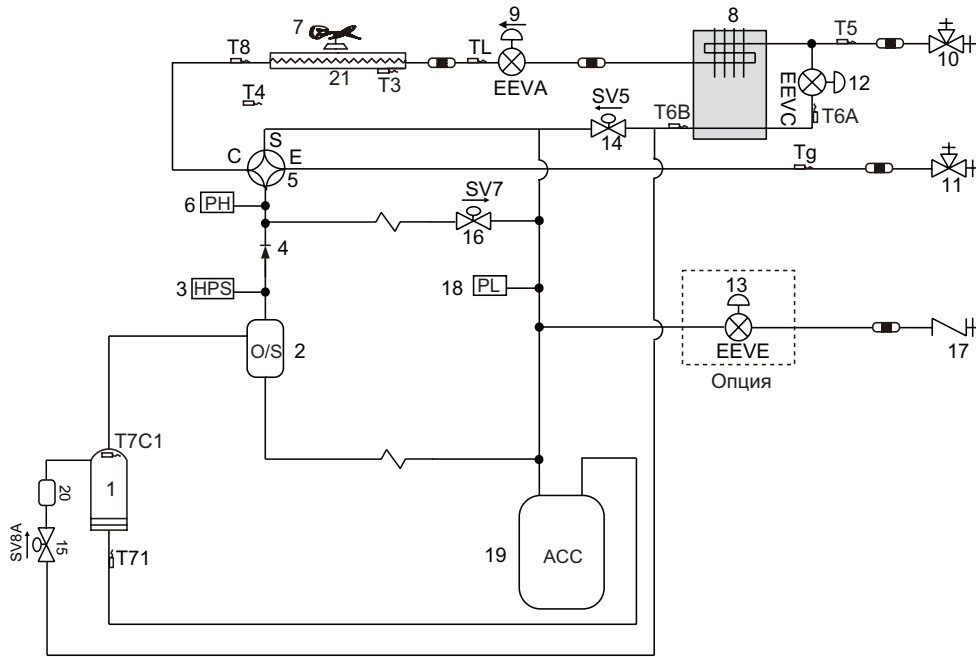 7
9
8
T5
T8
TL
10
21
T3
EEVA
EEVC
12
T4
SV5
T6B
T6A
S
14
C
E
Tg
5
11
6
PH
SV7
16
4
3
HPS
18
PL
13
O/S
2
EEVE
17
Опция
T7C1
1
20
SV8A
15
T71
19
ACC